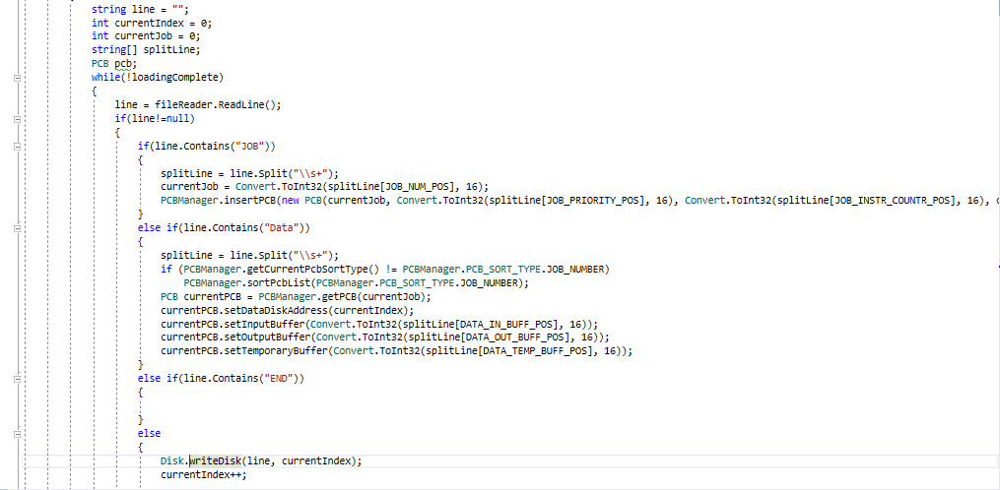 string line = "";
int currentIndex = 0;
int currentJob = 0;
string[] splitLine;
PCB pcb;
while(!loadingComplete)
{
line = fileReader.ReadLine();
if(line!=null)
{
if(line.Contains("JOB"))
{
splitLine = line.Split("\\s+");
currentJob = Convert.ToInt32(splitLine[JOB_NUM_POS], 16);
PCBManager.insertPCB(new PCB(currentJob, Convert.ToInt32(splitLine[JOB_PRIORITY_POS], 16), Convert.ToInt32(splitLine[JOB_INSTR_COUNTR_POS], 16),
}
else if(line.Contains("Data"))
{
splitLine = line.Split("\\s+");
if (PCBManager.getCurrentPcbSortType() != PCBManager.PCB_SORT_TYPE.JOB_NUMBER)
PCBManager.sortPcbList(PCBManager.PCB_SORT_TYPE.JOB_NUMBER);
PCB currentPCB = PCBManager.getPCB(currentJob);
currentPCB.setDataDiskAddress(currentIndex);
currentPCB.setInputBuffer(Convert.ToInt32(splitLine[DATA_IN_BUFF_POS], 16));
currentPCB.setOutputBuffer(Convert.ToInt32(splitLine[DATA_OUT_BUFF_POS], 16));
currentPCB.setTemporaryBuffer(Convert.ToInt32(splitLine[DATA_TEMP_BUFF_POS], 16));
}
else if(line.Contains("END"))
{
}
else
{
Disk.writeDisk(line, currentIndex);
currentIndex++;